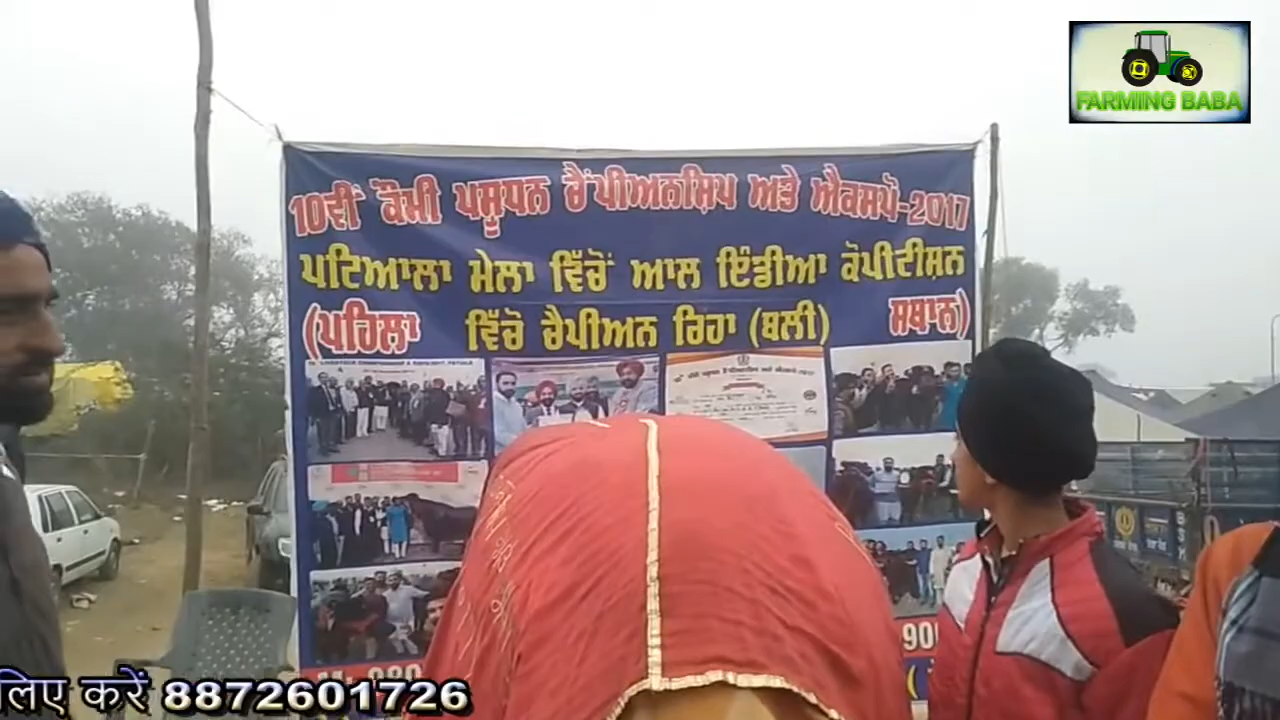 FARMING BABA
10ਵੀਂ ਕੌਮੀ ਪਸ਼ੂਧਨ ਚੈਂਪੀਅਨਸ਼ਿਪ ਅਤੇ ਐਕਸਪੋ-2017
ਪਟਿਆਲਾ ਮੇਲਾ ਵਿੱਚੋਂ ਆਲ ਇੰਡੀਆ ਕੋਪੀਟੀਸ਼ਨ
(ਪਹਿਲਾ ਵਿੱਚੋ ਚੈਪੀਅਨ ਰਿਹਾ (ਬਲੀ) ਸਥਾਨ)
लिए करें 8872601726